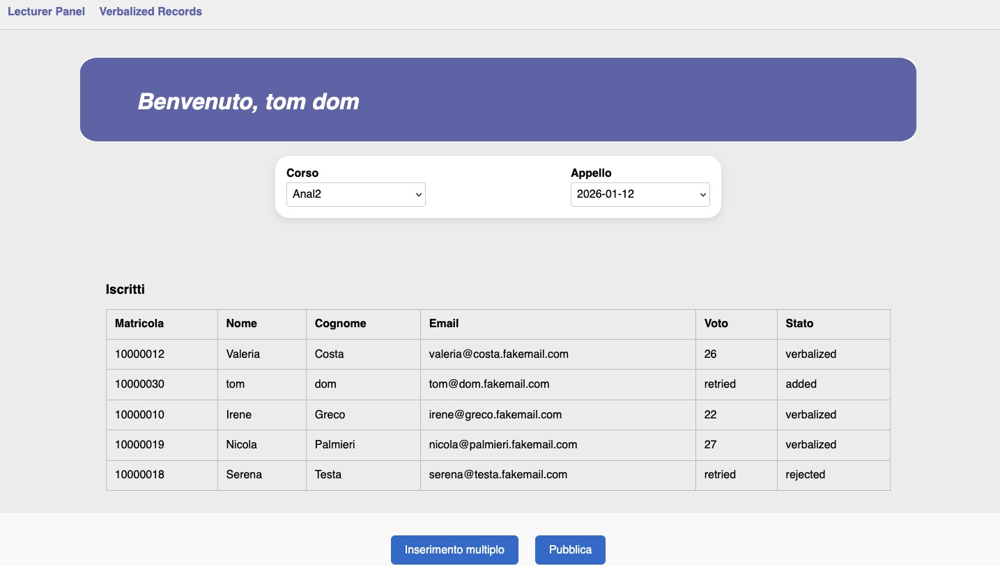 Lecturer Panel Verbalized Records
Benvenuto, tom dom
Corso Appello
Anal2 2026-01-12
Iscritti
Matricola Nome Cognome Email Voto Stato
10000012 Valeria Costa valeria@costa.fakemail.com 26 verbalized
10000030 tom dom tom@dom.fakemail.com retried added
10000010 Irene Greco irene@greco.fakemail.com 22 verbalized
10000019 Nicola Palmieri nicola@palmieri.fakemail.com 27 verbalized
10000018 Serena Testa serena@testa.fakemail.com retried rejected
Inserimento multiplo Pubblica